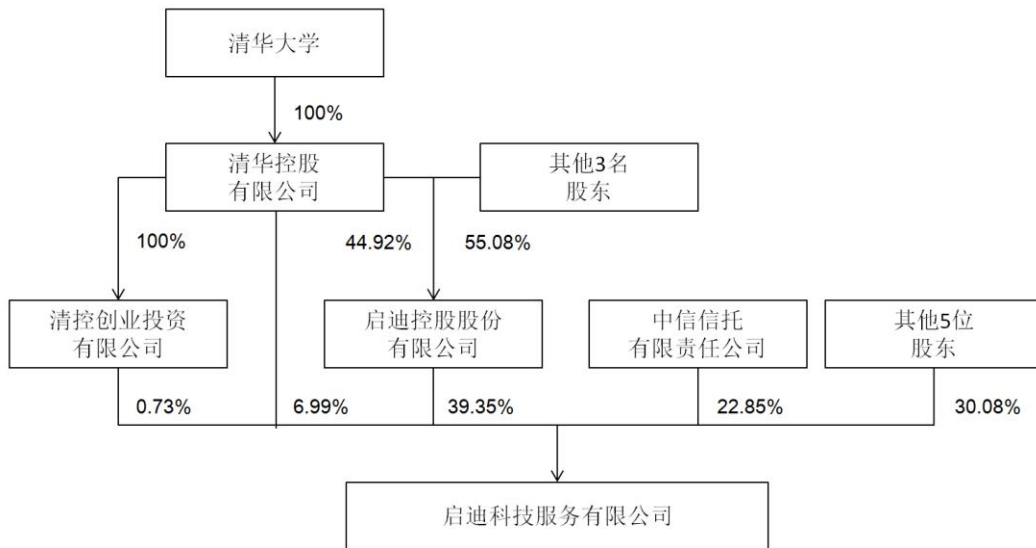 清华大学
100%
清华控股
有限公司
其他3名
股东
100%
44.92%
55.08%
清控创业投资
有限公司
启迪控股股份
有限公司
中信信托
有限责任公司
其他5位
股东
0.73%
6.99%
39.35%
22.85%
30.08%
启迪科技服务有限公司